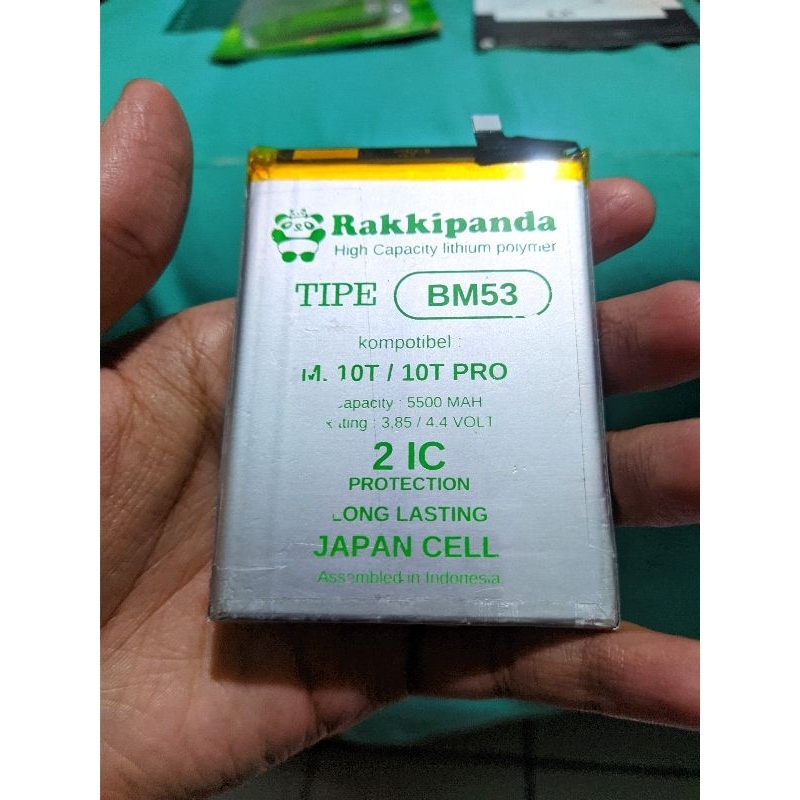 Rakkipanda
High Capacity lithium polymer
TIPE BM53
kompotibel :
M. 10T / 10T PRO
apacity : 5500 MAH
ting : 3.85 / 4.4 VOLT
2 IC
PROTECTION
LONG LASTING
JAPAN CELL
Assembled in Indonesia